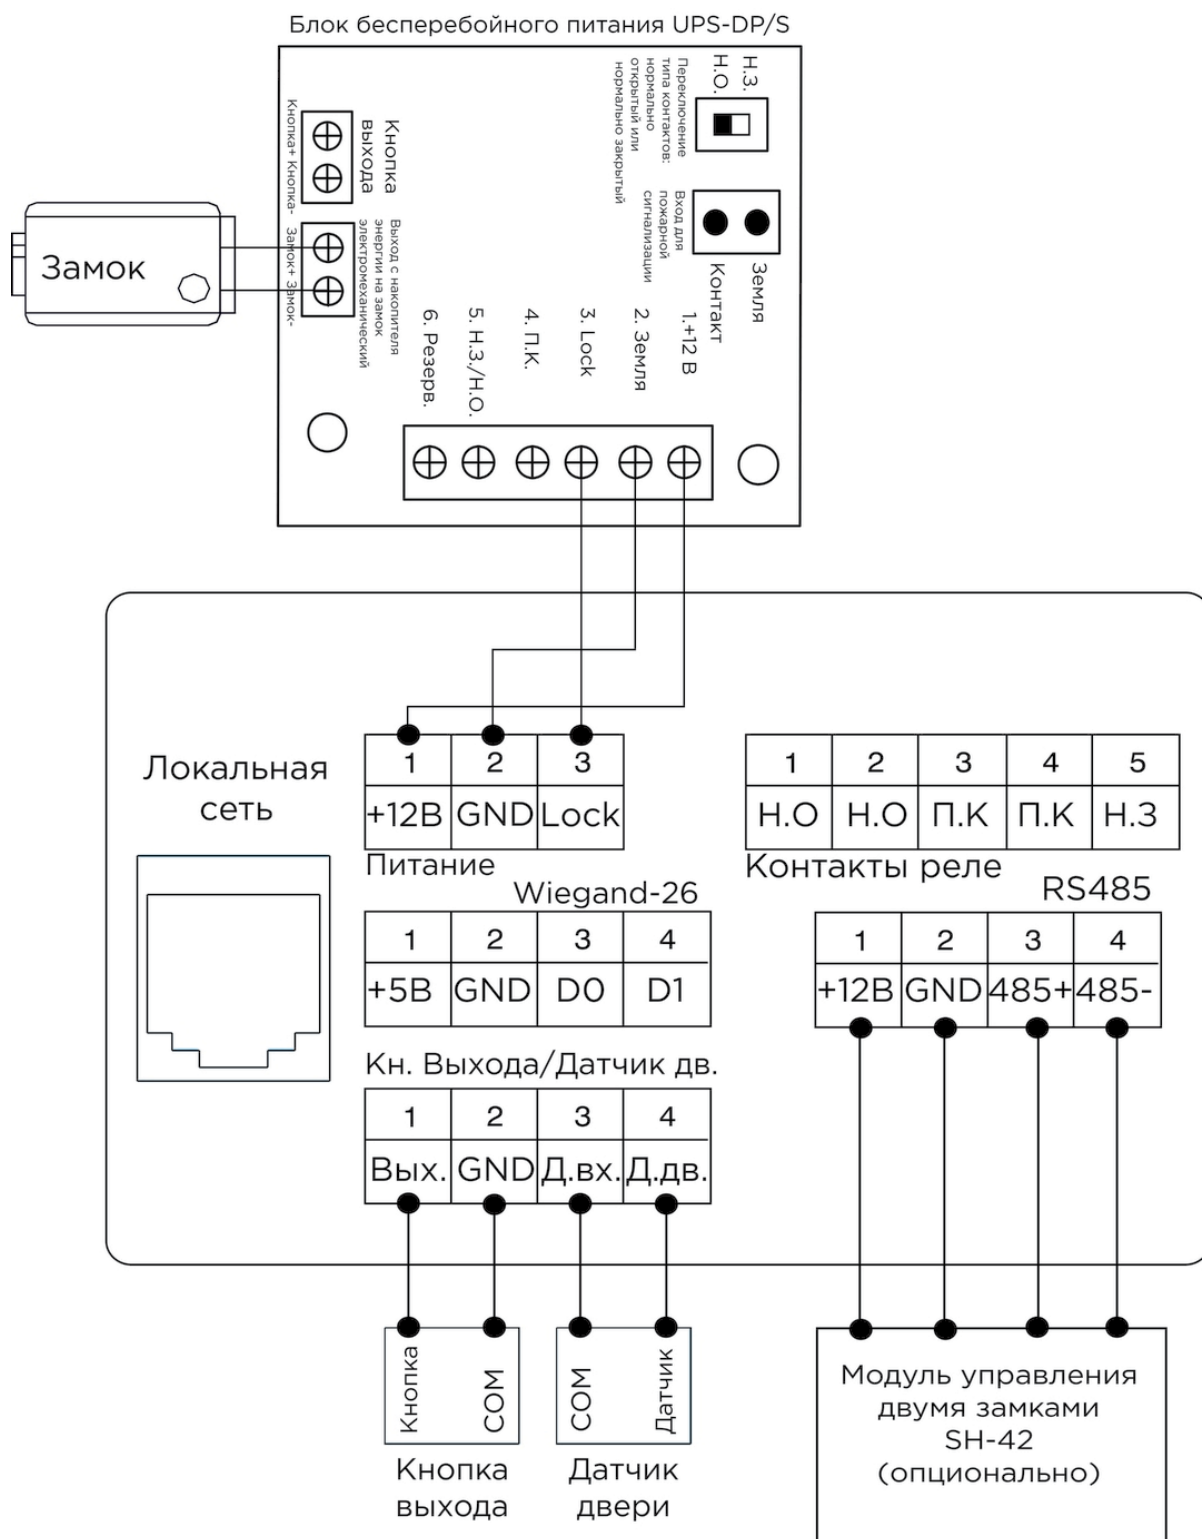 Блок бесперебойного питания UPS-DP/S
Н.З.
Н.О.
Переключение
типа контактов:
нормально
открытый или
нормально закрытый
Кнопка
выхода
Кнопка+ Кнопка-
Вход для
пожарной
сигнализации
Земля
Контакт
Замок
Выход с накопителя
энергии на замок
электромеханический
Замок+ Замок-
6. Резерв.
5. Н.З./Н.О.
4. П.К.
3. Lock
2. Земля
1.+12 В
Локальная
сеть
1 2 3
+12В GND Lock
Питание
1 2 3 4 5
Н.О Н.О П.К П.К Н.З
Контакты реле
Wiegand-26
1 2 3 4
+5В GND D0 D1
RS485
1 2 3 4
+12В GND 485+ 485-
Кн. Выхода/Датчик дв.
1 2 3 4
Вых. GND Д.вх. Д.дв.
Кнопка
COM
COM
Датчик
Кнопка
выхода
Датчик
двери
Модуль управления
двумя замками
SH-42
(опционально)